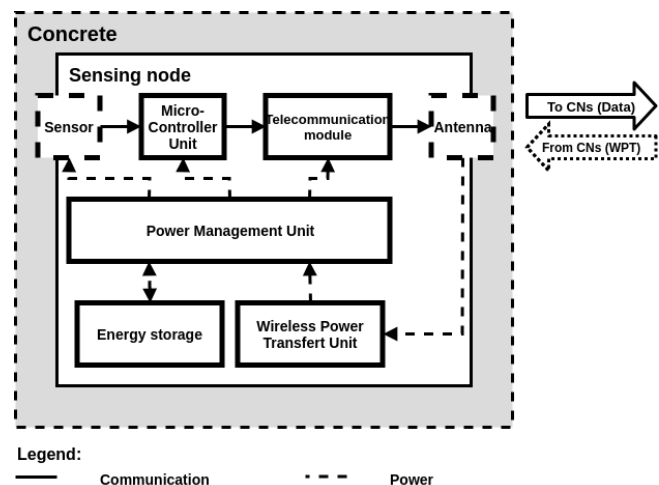 Concrete
Sensing node
Sensor
Micro-
Controller
Unit
Telecommunication
module
Antenna
To CNs (Data)
From CNs (WPT)
Power Management Unit
Energy storage
Wireless Power
Transfert Unit
Legend:
Communication
Power